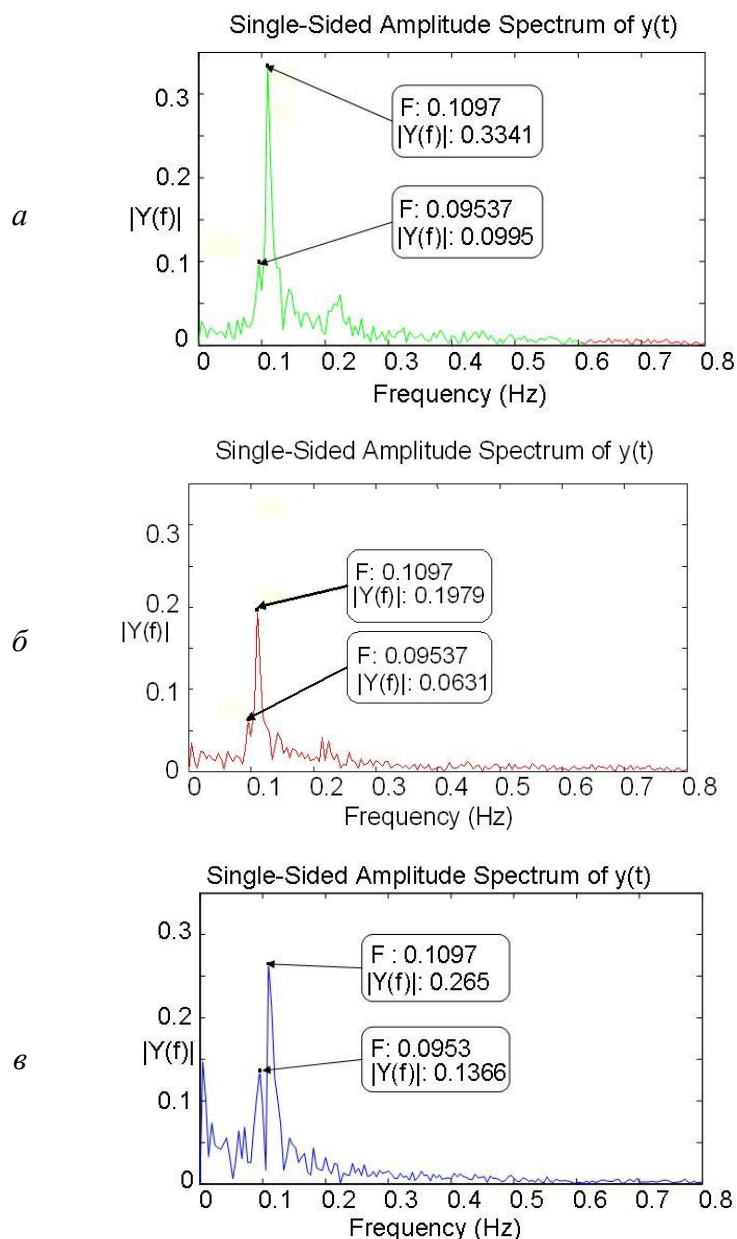 Single-Sided Amplitude Spectrum of y(t)
а
|Y(f)|
0.3
0.2
0.1
0
F: 0.1097
|Y(f)|: 0.3341
F: 0.09537
|Y(f)|: 0.0995
0 0.1 0.2 0.3 0.4 0.5 0.6 0.7 0.8
Frequency (Hz)
Single-Sided Amplitude Spectrum of y(t)
б
|Y(f)|
0.3
0.2
0.1
0
F: 0.1097
|Y(f)|: 0.1979
F: 0.09537
|Y(f)|: 0.0631
0.1 0.2 0.3 0.4 0.5 0.6 0.7 0.8
Frequency (Hz)
Single-Sided Amplitude Spectrum of y(t)
в
|Y(f)|
0.3
0.2
0.1
0
F : 0.1097
|Y(f)|: 0.265
F: 0.0953
|Y(f)|: 0.1366
0 0.1 0.2 0.3 0.4 0.5 0.6 0.7 0.8
Frequency (Hz)